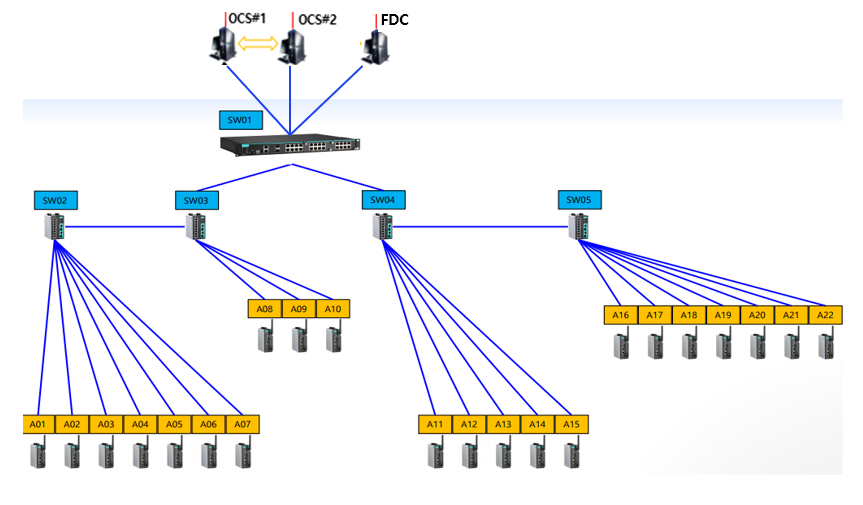 OCS#1 OCS#2 FDC
SW01
SW02 SW03 SW04 SW05
A08 A09 A10
A16 A17 A18 A19 A20 A21 A22
A01 A02 A03 A04 A05 A06 A07
A11 A12 A13 A14 A15